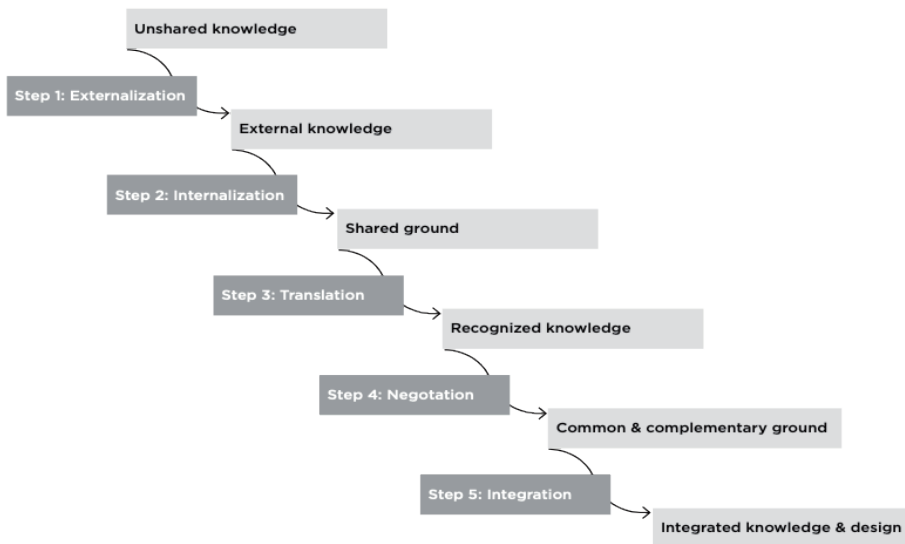 Unshared knowledge
Step 1: Externalization
External knowledge
Step 2: Internalization
Shared ground
Step 3: Translation
Recognized knowledge
Step 4: Negotation
Common & complementary ground
Step 5: Integration
Integrated knowledge & design